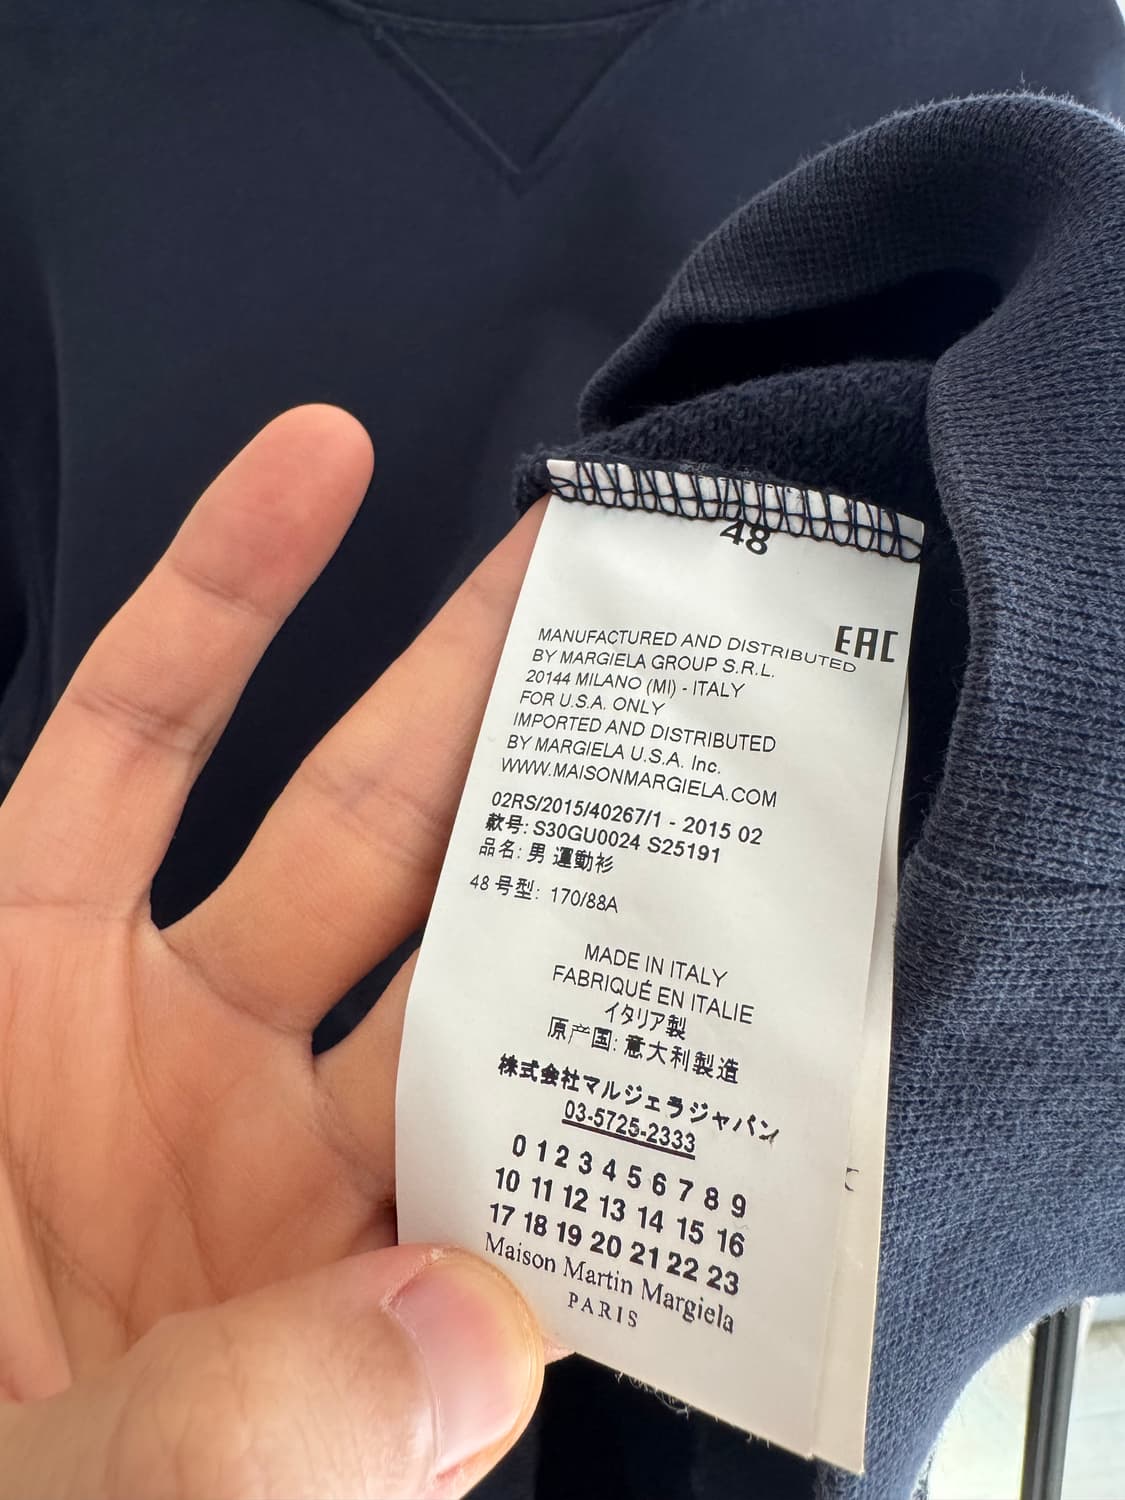 48
EAC
MANUFACTURED AND DISTRIBUTED
BY MARGIELA GROUP S.R.L.
20144 MILANO (MI) - ITALY
FOR U.S.A. ONLY
IMPORTED AND DISTRIBUTED
BY MARGIELA U.S.A. Inc.
WWW.MAISONMARGIELA.COM
02RS/2015/40267/1 - 2015 02
款号: S30GU0024 S25191
品名: 男 運動衫
48 号型: 170/88A
MADE IN ITALY
FABRIQUÉ EN ITALIE
イタリア製
原产国: 意大利製造
株式会社マルジェラジャパン
03-5725-2333
0 1 2 3 4 5 6 7 8 9
10 11 12 13 14 15 16
17 18 19 20 21 22 23
Maison Martin Margiela
PARIS